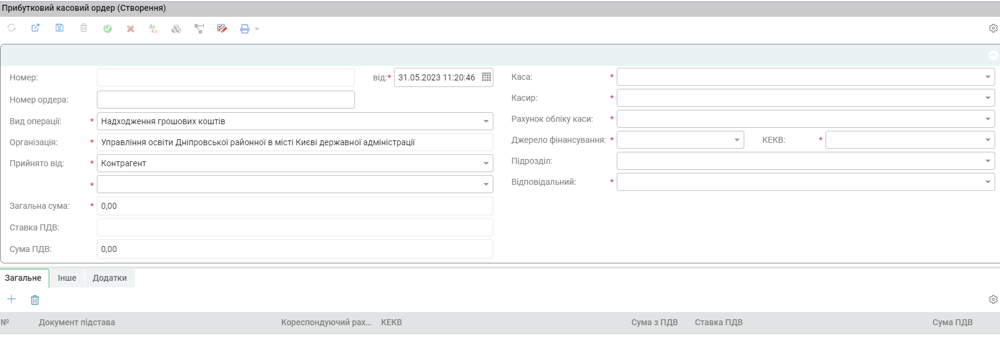 Прибутковий касовий ордер (Створення)
Дт
Кт
Номер:
від:* 31.05.2023 11:20:46
Номер ордера:
Вид операції: * Надходження грошових коштів
Організація: * Управління освіти Дніпровської районної в місті Києві державної адміністрації
Прийнято від: * Контрагент
*
Загальна сума: * 0,00
Ставка ПДВ:
Сума ПДВ: 0,00
Каса: *
Касир: *
Рахунок обліку каси: *
Джерело фінансування: * КЕКВ: *
Підрозділ:
Відповідальний: *
Загальне Інше Додатки
№ Документ підстава Кореспондуючий рах... КЕКВ Сума з ПДВ Ставка ПДВ Сума ПДВ